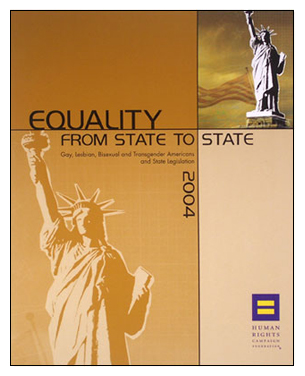 EQUALITY
FROM STATE TO STATE
Gay, Lesbian, Bisexual and Transgender Americans
and State Legislation
2004
HUMAN
RIGHTS
CAMPAIGN
FOUNDATION